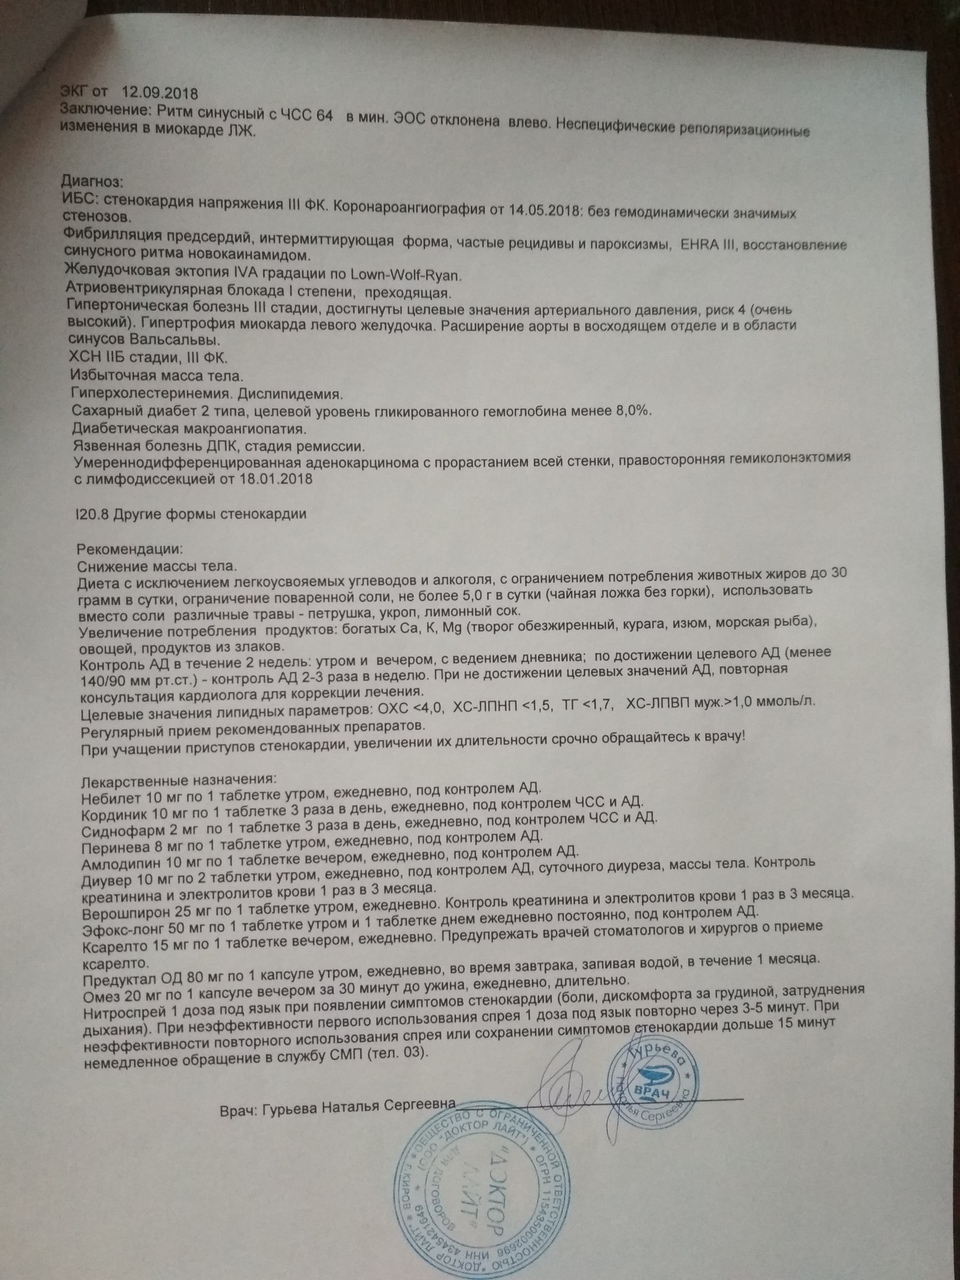 ЭКГ от 12.09.2018
Заключение: Ритм синусный с ЧСС 64 в мин. ЭОС отклонена влево. Неспецифические реполяризационные
изменения в миокарде ЛЖ.
Диагноз:
ИБС: стенокардия напряжения III ФК. Коронароангиография от 14.05.2018: без гемодинамически значимых
стенозов.
Фибрилляция предсердий, интермиттирующая форма, частые рецидивы и пароксизмы, EHRA III, восстановление
синусного ритма новокаинамидом.
Желудочковая эктопия IVA градации по Lown-Wolf-Ryan.
Атриовентрикулярная блокада I степени, преходящая.
Гипертоническая болезнь III стадии, достигнуты целевые значения артериального давления, риск 4 (очень
высокий). Гипертрофия миокарда левого желудочка. Расширение аорты в восходящем отделе и в области
синусов Вальсальвы.
ХСН IIБ стадии, III ФК.
Избыточная масса тела.
Гиперхолестеринемия. Дислипидемия.
Сахарный диабет 2 типа, целевой уровень гликированного гемоглобина менее 8,0%.
Диабетическая макроангиопатия.
Язвенная болезнь ДПК, стадия ремиссии.
Умереннодифференцированная аденокарцинома с прорастанием всей стенки, правосторонняя гемиколонэктомия
с лимфодиссекцией от 18.01.2018
I20.8 Другие формы стенокардии
Рекомендации:
Снижение массы тела.
Диета с исключением легкоусвояемых углеводов и алкоголя, с ограничением потребления животных жиров до 30
грамм в сутки, ограничение поваренной соли, не более 5,0 г в сутки (чайная ложка без горки), использовать
вместо соли различные травы - петрушка, укроп, лимонный сок.
Увеличение потребления продуктов: богатых Ca, K, Mg (творог обезжиренный, курага, изюм, морская рыба),
овощей, продуктов из злаков.
Контроль АД в течение 2 недель: утром и вечером, с ведением дневника; по достижении целевого АД (менее
140/90 мм рт.ст.) - контроль АД 2-3 раза в неделю. При не достижении целевых значений АД, повторная
консультация кардиолога для коррекции лечения.
Целевые значения липидных параметров: ОХС <4,0, ХС-ЛПНП <1,5, ТГ <1,7, ХС-ЛПВП муж.>1,0 ммоль/л.
Регулярный прием рекомендованных препаратов.
При учащении приступов стенокардии, увеличении их длительности срочно обращайтесь к врачу!
Лекарственные назначения:
Небилет 10 мг по 1 таблетке утром, ежедневно, под контролем АД.
Кординик 10 мг по 1 таблетке 3 раза в день, ежедневно, под контролем ЧСС и АД.
Сиднофарм 2 мг по 1 таблетке 3 раза в день, ежедневно, под контролем ЧСС и АД.
Перинева 8 мг по 1 таблетке утром, ежедневно, под контролем АД.
Амлодипин 10 мг по 1 таблетке вечером, ежедневно, под контролем АД.
Диувер 10 мг по 2 таблетки утром, ежедневно, под контролем АД, суточного диуреза, массы тела. Контроль
креатинина и электролитов крови 1 раз в 3 месяца.
Верошпирон 25 мг по 1 таблетке утром, ежедневно. Контроль креатинина и электролитов крови 1 раз в 3 месяца.
Эфокс-лонг 50 мг по 1 таблетке утром и 1 таблетке днем ежедневно постоянно, под контролем АД.
Ксарелто 15 мг по 1 таблетке вечером, ежедневно. Предупрежать врачей стоматологов и хирургов о приеме
ксарелто.
Предуктал ОД 80 мг по 1 капсуле утром, ежедневно, во время завтрака, запивая водой, в течение 1 месяца.
Омез 20 мг по 1 капсуле вечером за 30 минут до ужина, ежедневно, длительно.
Нитроспрей 1 доза под язык при появлении симптомов стенокардии (боли, дискомфорта за грудиной, затруднения
дыхания). При неэффективности первого использования спрея 1 доза под язык повторно через 3-5 минут. При
неэффективности повторного использования спрея или сохранении симптомов стенокардии дольше 15 минут
немедленное обращение в службу СМП (тел. 03).
Врач: Гурьева Наталья Сергеевна
Гурьева
ВРАЧ
Наталья Сергеевна
ОБЩЕСТВО С ОГРАНИЧЕННОЙ ОТВЕТСТВЕННОСТЬЮ "ДОКТОР ЛАЙТ" * г.КИРОВ *
(ООО "ДОКТОР ЛАЙТ") * ОГРН 1154350002696 ИНН 4345421649 *
"ДОКТОР
ЛАЙТ"
ДЛЯ ДОГОВОРОВ